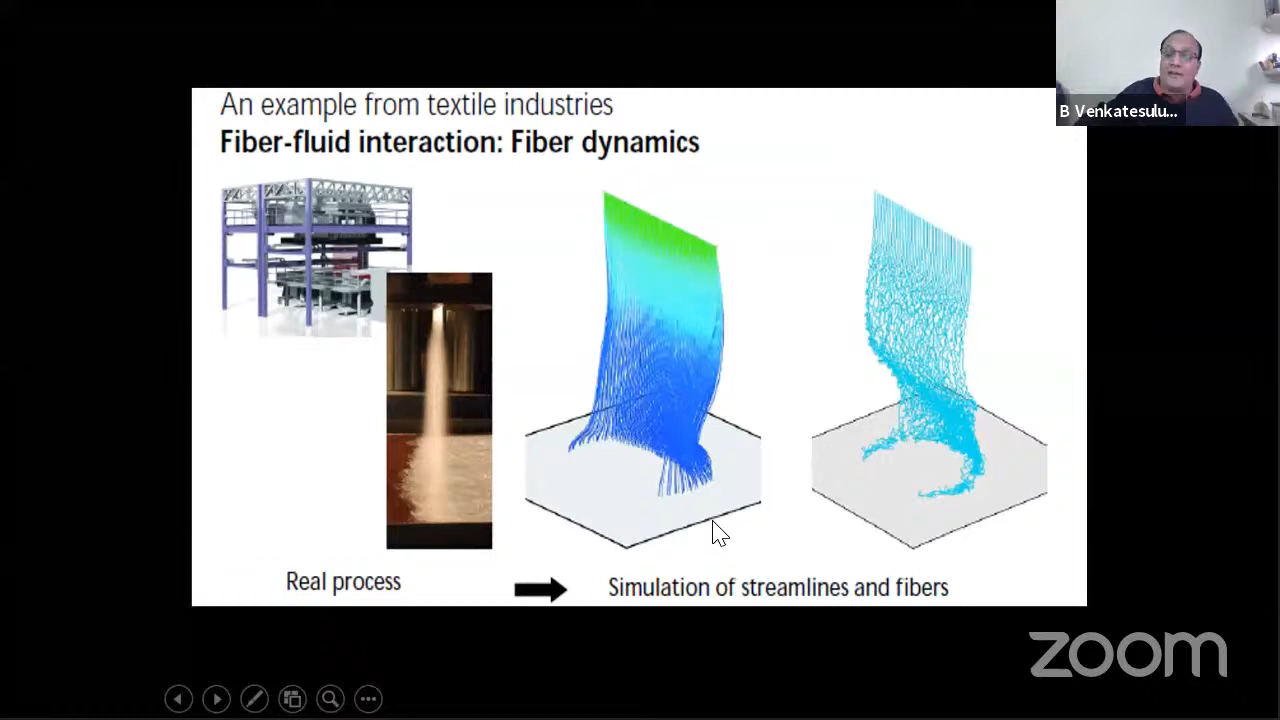 B Venkatesulu...
An example from textile industries
Fiber-fluid interaction: Fiber dynamics
Real process
Simulation of streamlines and fibers
zoom